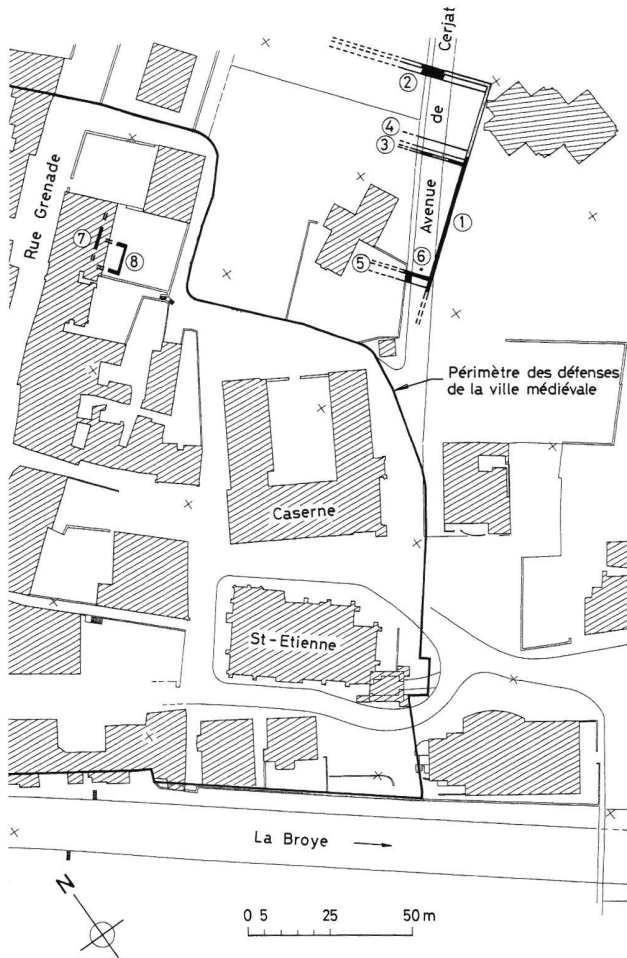 Cerjat
de
Avenue
②
④
③
①
⑥
⑤
Rue Grenade
⑦
⑧
Périmètre des défenses
de la ville médiévale
Caserne
St-Etienne
La Broye
N
0 5 25 50 m